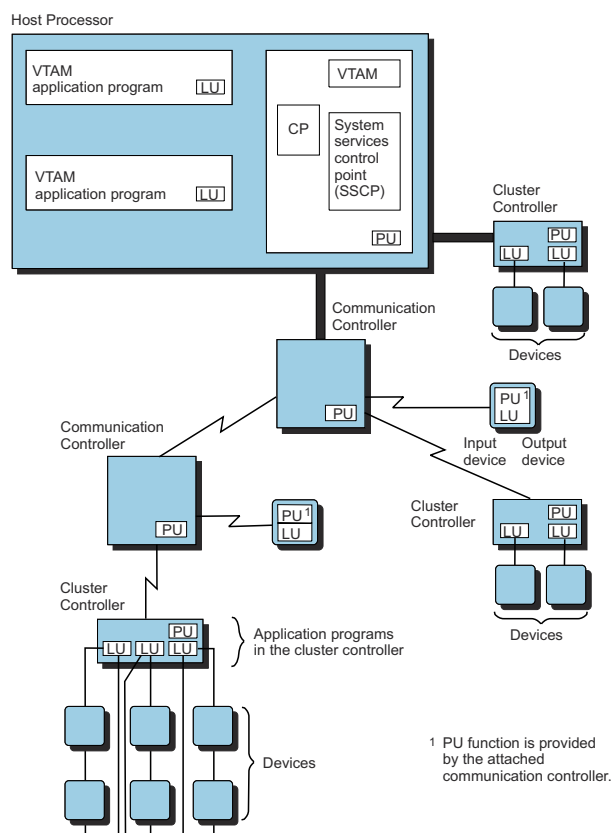 Host Processor
VTAM
application program
LU
VTAM
CP
System
services
control
point
(SSCP)
VTAM
application program
LU
PU
Cluster
Controller
PU
LU
LU
Devices
Communication
Controller
PU
PU 1
LU
Input
device
Output
device
Communication
Controller
PU
PU 1
LU
Cluster
Controller
PU
LU
LU
Devices
Cluster
Controller
PU
LU
LU
LU
Application programs
in the cluster controller
Devices
1 PU function is provided
by the attached
communication controller.